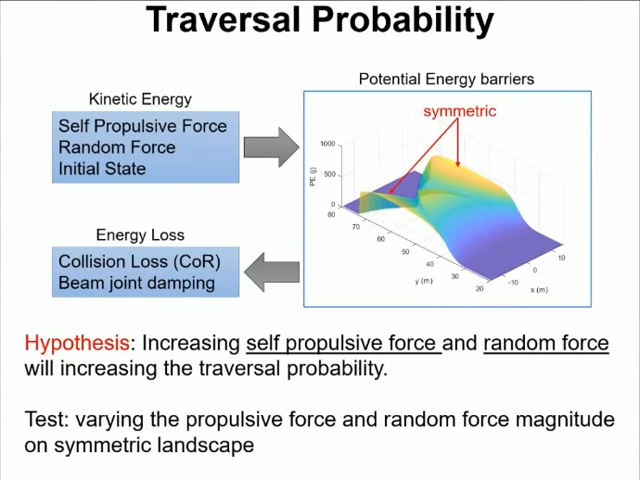 Traversal Probability
Kinetic Energy
Self Propulsive Force
Random Force
Initial State
Energy Loss
Collision Loss (CoR)
Beam joint damping
Potential Energy barriers
symmetric
1000
500
0
PE (j)
80
70
60
50
40
30
20
y (m)
-10
0
10
x (m)
Hypothesis: Increasing self propulsive force and random force
will increasing the traversal probability.
Test: varying the propulsive force and random force magnitude
on symmetric landscape